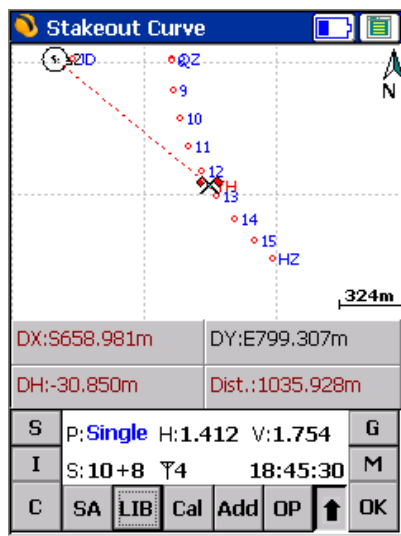 Stakeout Curve
JD QZ
N
9
10
11
12
YH
13
14
15
HZ
324m
DX:S658.981m DY:E799.307m
DH:-30.850m Dist.:1035.928m
S P:Single H:1.412 V:1.754 G
I S:10+8 4 18:45:30 M
C SA LIB Cal Add OP OK